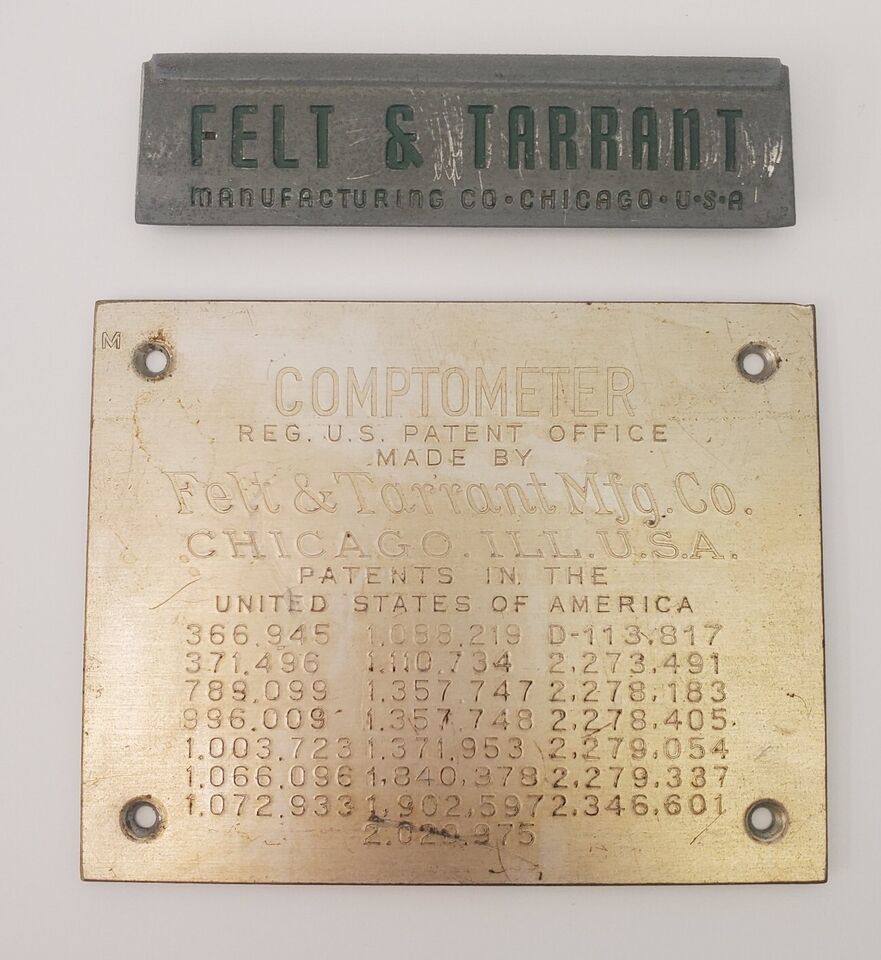 FELT & TARRANT
MANUFACTURING CO•CHICAGO•U•S•A
M
COMPTOMETER
REG. U.S. PATENT OFFICE
MADE BY
Felt & Tarrant Mfg. Co.
CHICAGO. ILL. U.S.A.
PATENTS IN THE
UNITED STATES OF AMERICA
366,945 1,088,219 D-113,817
371,496 1,110,734 2,273,491
789,099 1,357,747 2,278,183
996,009 1,357,748 2,278,405
1,003,723 1,371,953 2,279,054
1,066,096 1,840,378 2,279,337
1,072,933 1,902,597 2,346,601
2,029,975